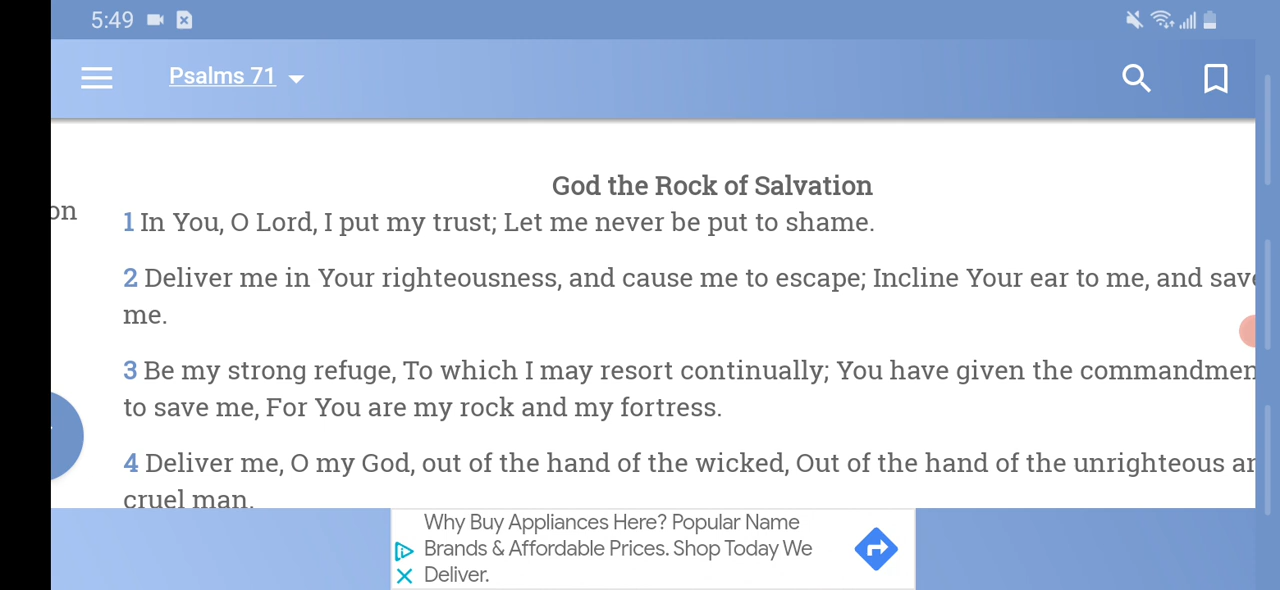 5:49
Psalms 71
God the Rock of Salvation
on
1 In You, O Lord, I put my trust; Let me never be put to shame.
2 Deliver me in Your righteousness, and cause me to escape; Incline Your ear to me, and save
me.
3 Be my strong refuge, To which I may resort continually; You have given the commandmen
to save me, For You are my rock and my fortress.
4 Deliver me, O my God, out of the hand of the wicked, Out of the hand of the unrighteous an
cruel man.
Why Buy Appliances Here? Popular Name
Brands & Affordable Prices. Shop Today We
Deliver.